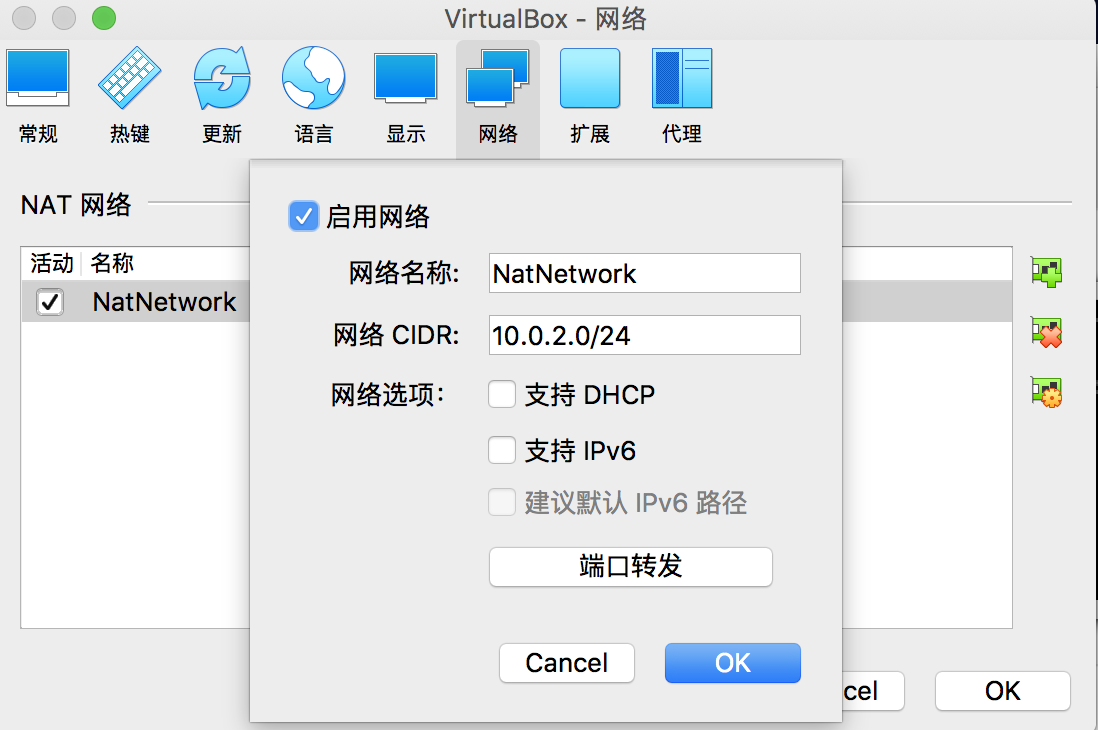 VirtualBox - 网络
常规 热键 更新 语言 显示 网络 扩展 代理
NAT 网络
活动 名称
NatNetwork
启用网络
网络名称: NatNetwork
网络 CIDR: 10.0.2.0/24
网络选项: 支持 DHCP
支持 IPv6
建议默认 IPv6 路径
端口转发
Cancel OK
cel OK